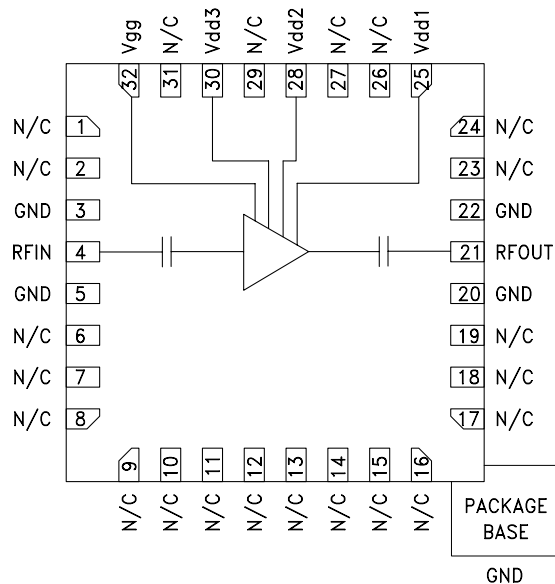 Vgg
N/C
Vdd3
N/C
Vdd2
N/C
N/C
Vdd1
32
31
30
29
28
27
26
25
N/C 1
N/C 2
GND 3
RFIN 4
GND 5
N/C 6
N/C 7
N/C 8
24 N/C
23 N/C
22 GND
21 RFOUT
20 GND
19 N/C
18 N/C
17 N/C
9
10
11
12
13
14
15
16
N/C
N/C
N/C
N/C
N/C
N/C
N/C
N/C
PACKAGE
BASE
GND